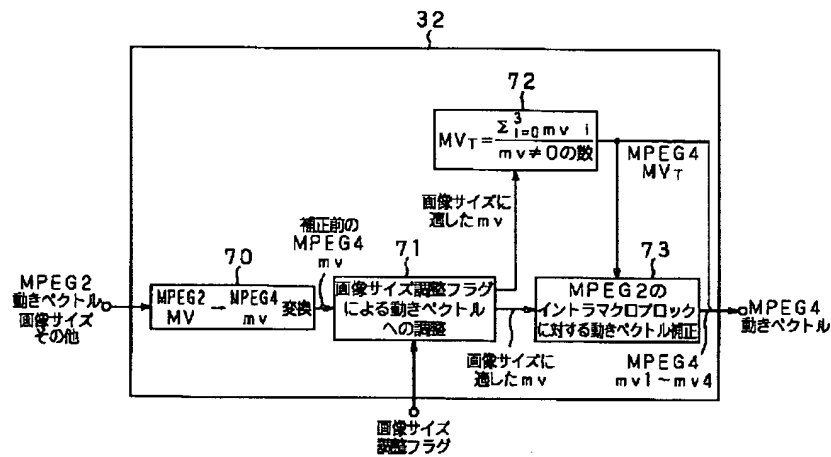 32
72
MVT=Σ³i=0 mv i
mv≠0の数
MPEG4
MVT
画像サイズに
適したmv
補正前の
MPEG4
mv
70
71
73
MPEG2
動きベクトル
画像サイズ
その他
MPEG2 → MPEG4 変換
MV mv
画像サイズ調整フラグ
による動きベクトル
への調整
MPEG2の
イントラマクロブロック
に対する動きベクトル補正
MPEG4
動きベクトル
画像サイズに
適したmv
MPEG4
mv1~mv4
画像サイズ
調整フラグ